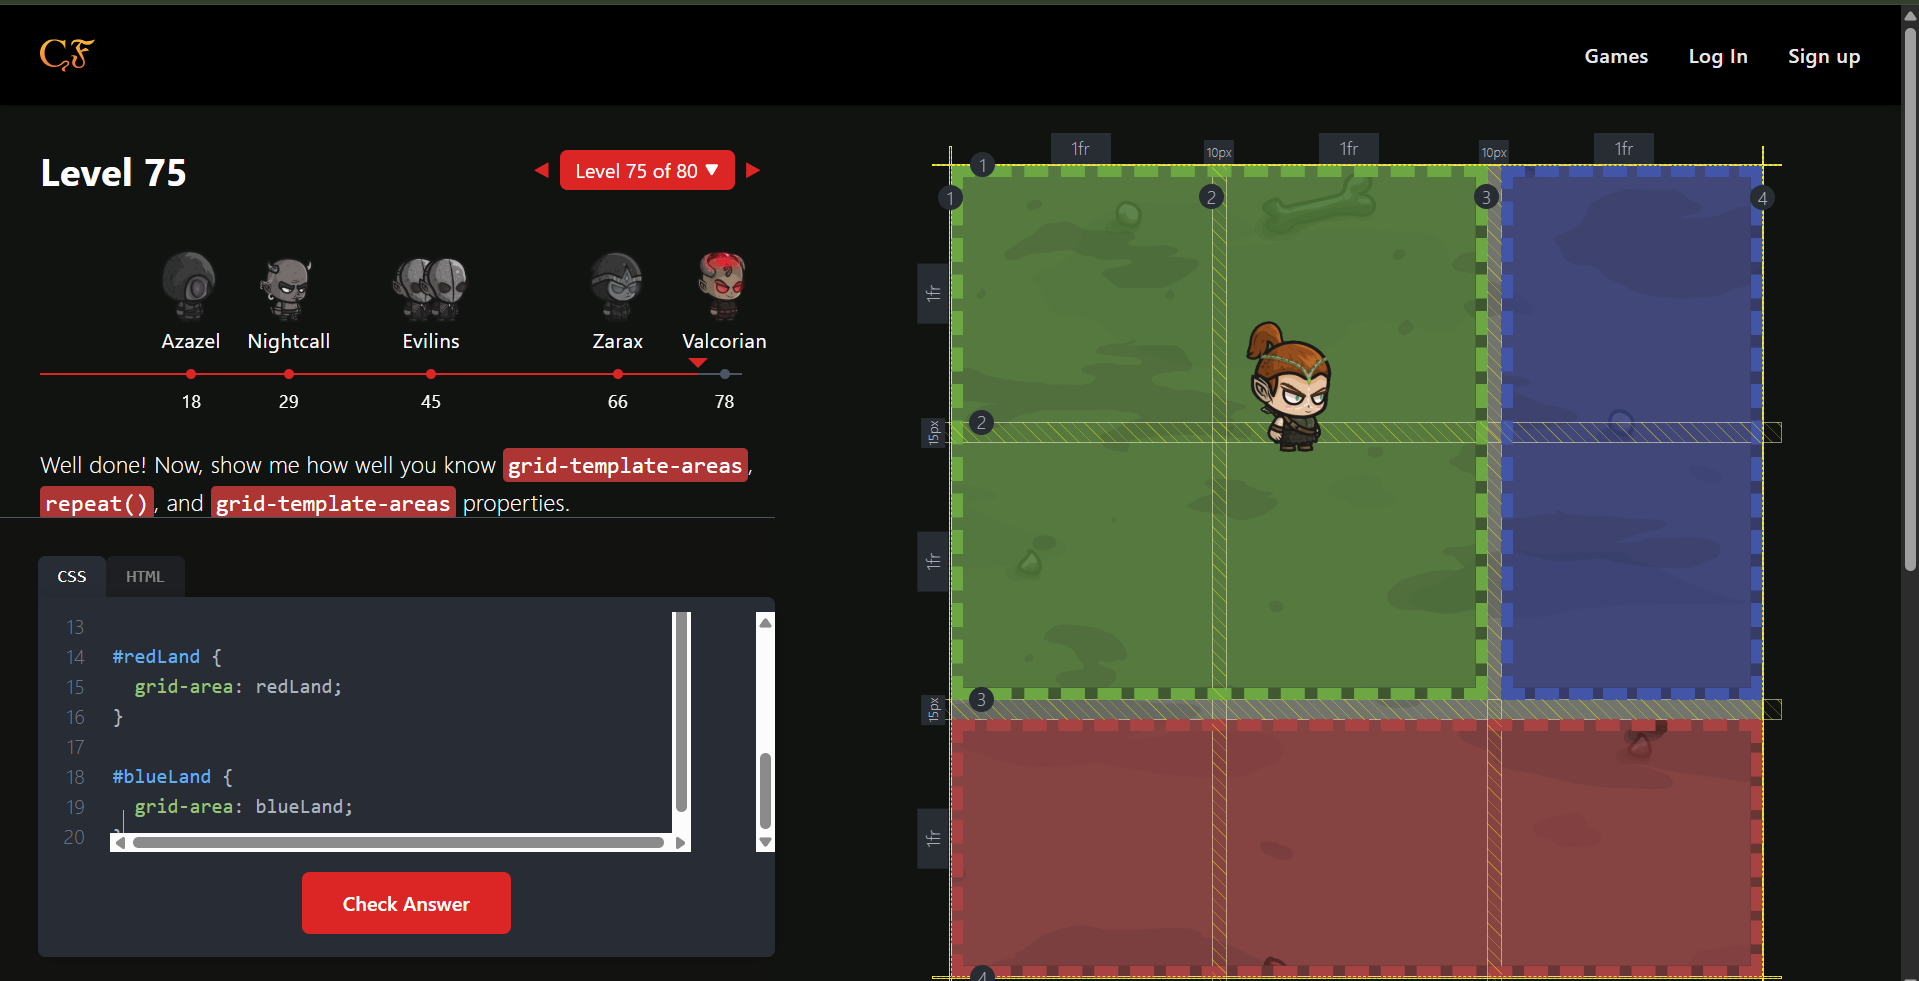 CF
Games
Log In
Sign up
Level 75
Level 75 of 80 ▼
Azazel
Nightcall
Evilins
Zarax
Valcorian
18
29
45
66
78
Well done! Now, show me how well you know grid-template-areas,
repeat(), and grid-template-areas properties.
CSS
HTML
13
14 #redLand {
15 grid-area: redLand;
16 }
17
18 #blueLand {
19 grid-area: blueLand;
20 }
Check Answer
1fr
10px
1fr
10px
1fr
1
1
2
3
4
1fr
15px
2
1fr
15px
3
1fr
4